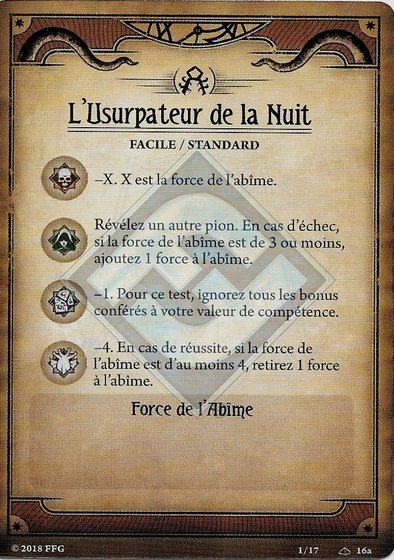 L'Usurpateur de la Nuit
FACILE / STANDARD
–X. X est la force de l'abîme.
Révélez un autre pion. En cas d'échec,
si la force de l'abîme est de 3 ou moins,
ajoutez 1 force à l'abîme.
–1. Pour ce test, ignorez tous les bonus
conférés à votre valeur de compétence.
–4. En cas de réussite, si la force de
l'abîme est d'au moins 4, retirez 1 force
à l'abîme.
Force de l'Abîme
© 2018 FFG
1/17
16a